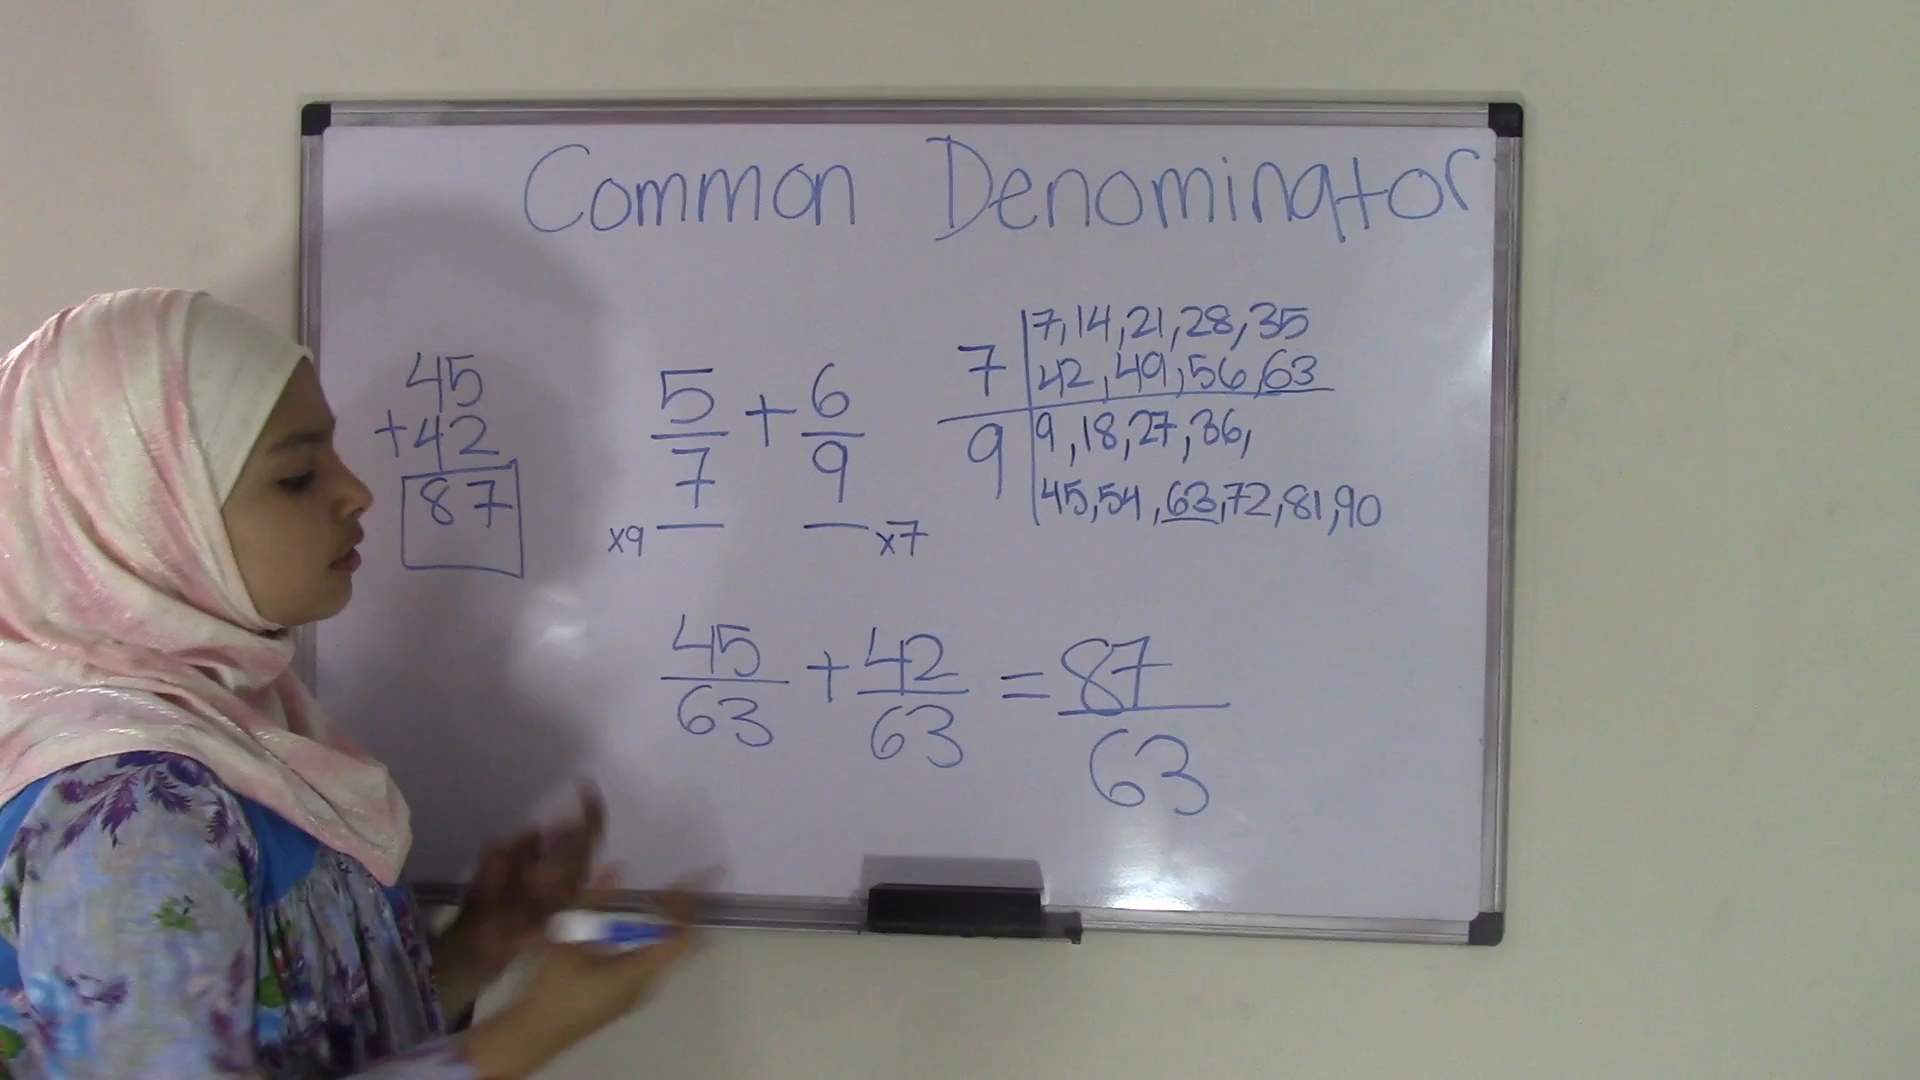 Common Denominator
45
+42
87
5/7 + 6/9
x9 x7
7 | 7, 14, 21, 28, 35
42, 49, 56, 63
9 | 9, 18, 27, 36,
45, 54, 63, 72, 81, 90
45/63 + 42/63 = 87/63